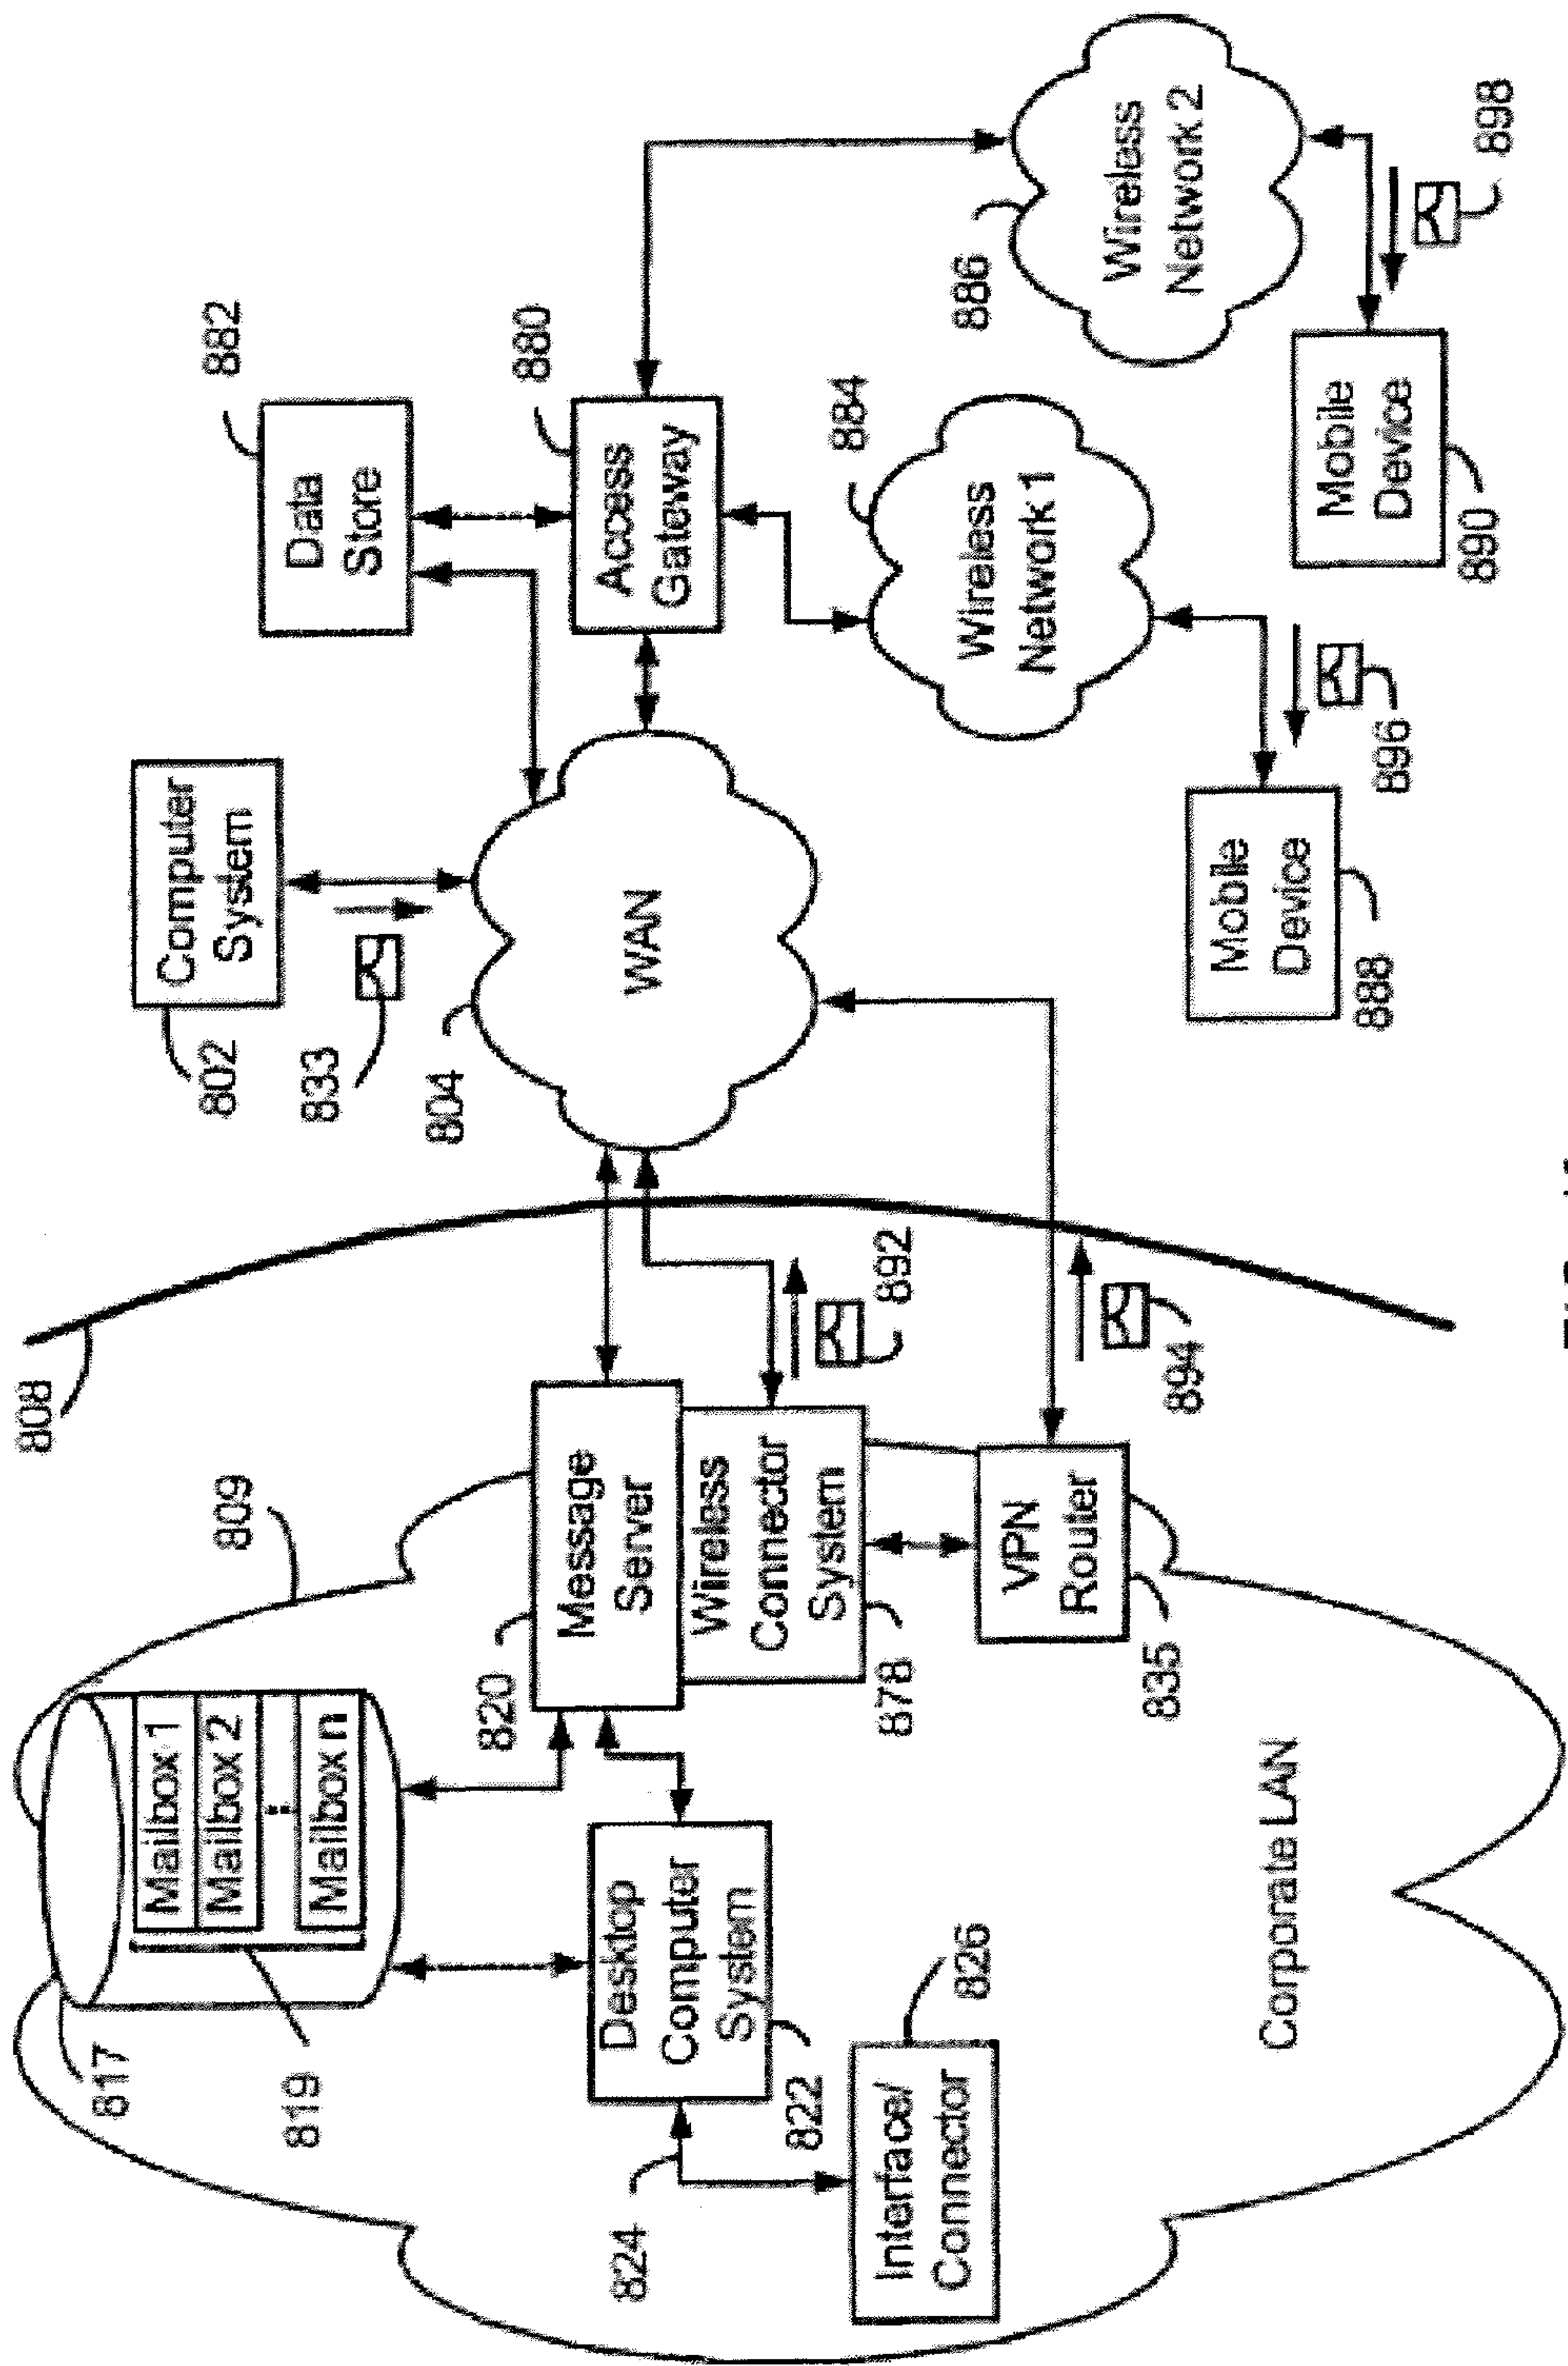 808
809
817
Mailbox 1
Mailbox 2
Mailbox n
819
820
Message
Server
Wireless
Connector
System
878
892
VPN
Router
835
894
Desktop
Computer
System
822
824
Interface/
Connector
826
Corporate LAN
Computer
System
802
833
804
WAN
Data
Store
882
Access
Gateway
880
Wireless
Network 1
884
Wireless
Network 2
886
Mobile
Device
888
896
Mobile
Device
890
898